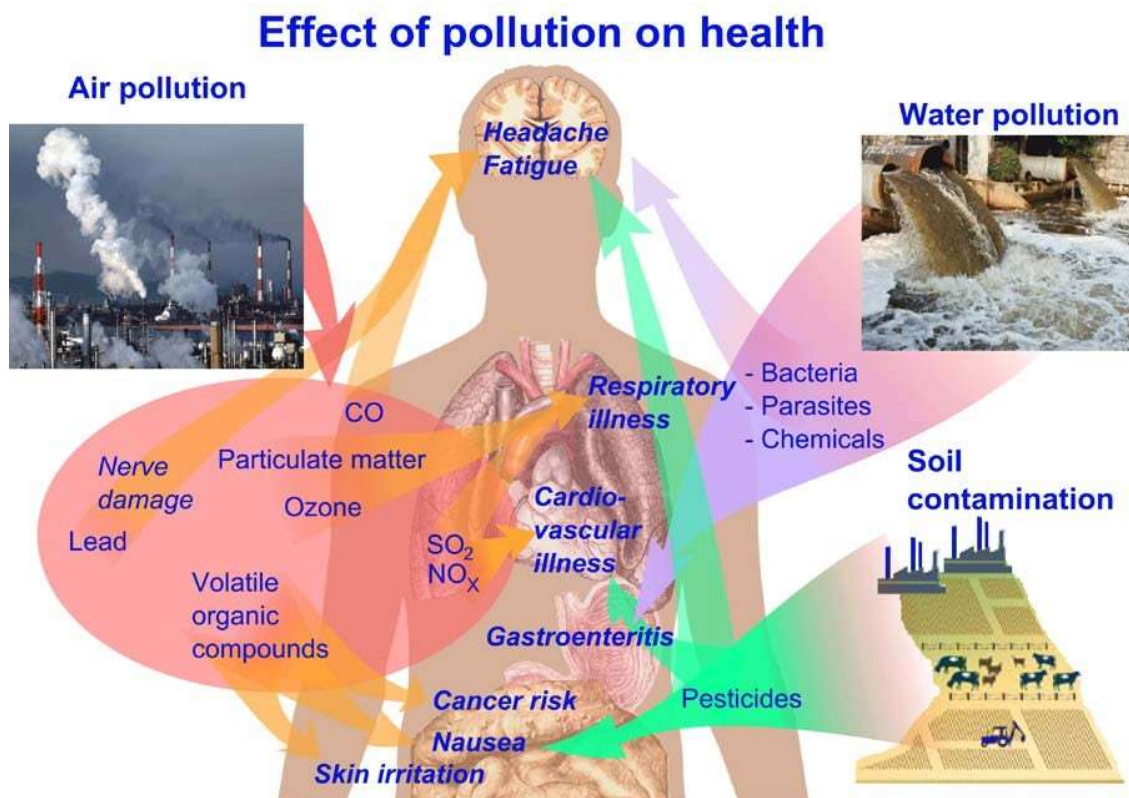 Effect of pollution on health
Air pollution
Water pollution
Headache
Fatigue
- Bacteria
- Parasites
- Chemicals
CO
Respiratory
illness
Nerve
damage
Particulate matter
Ozone
Lead
Cardio-
vascular
illness
SO₂
NOₓ
Soil
contamination
Volatile
organic
compounds
Gastroenteritis
Pesticides
Cancer risk
Nausea
Skin irritation